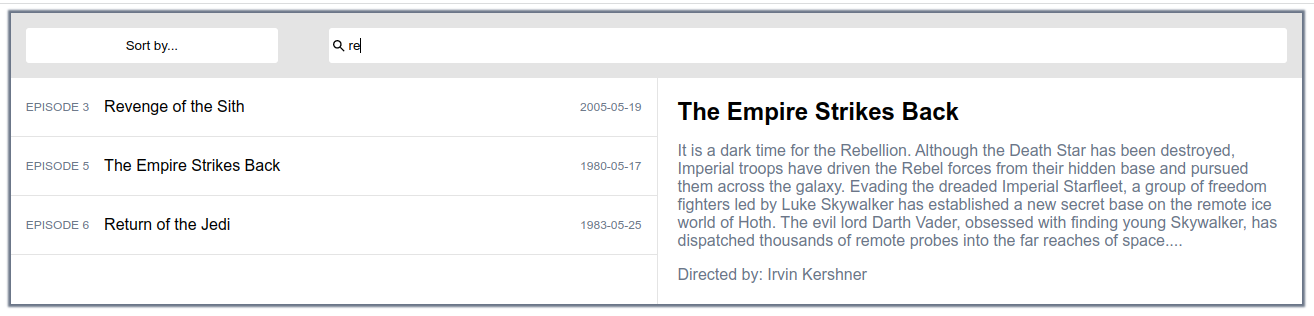 Sort by...
re
EPISODE 3 Revenge of the Sith 2005-05-19
EPISODE 5 The Empire Strikes Back 1980-05-17
EPISODE 6 Return of the Jedi 1983-05-25
The Empire Strikes Back
It is a dark time for the Rebellion. Although the Death Star has been destroyed,
Imperial troops have driven the Rebel forces from their hidden base and pursued
them across the galaxy. Evading the dreaded Imperial Starfleet, a group of freedom
fighters led by Luke Skywalker has established a new secret base on the remote ice
world of Hoth. The evil lord Darth Vader, obsessed with finding young Skywalker, has
dispatched thousands of remote probes into the far reaches of space....
Directed by: Irvin Kershner